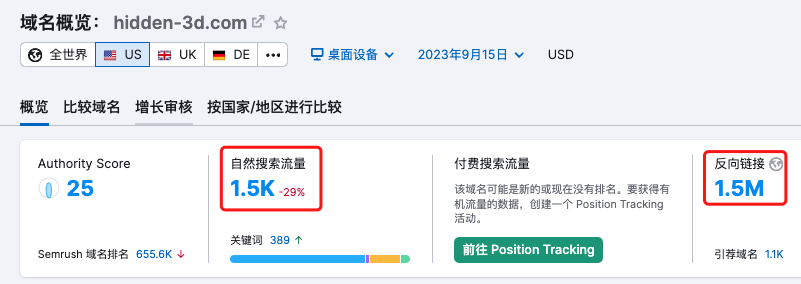 域名概览： hidden-3d.com
全世界 US UK DE •••
桌面设备 2023年9月15日 USD
概览 比较域名 增长审核 按国家/地区进行比较
Authority Score
25
Semrush 域名排名 655.6K ↓
自然搜索流量
1.5K -29%
关键词 389 ↑
付费搜索流量
该域名可能是新的或现在没有排名。要获得有
机流量的数据，创建一个 Position Tracking
活动。
前往 Position Tracking
反向链接
1.5M
引荐域名 1.1K